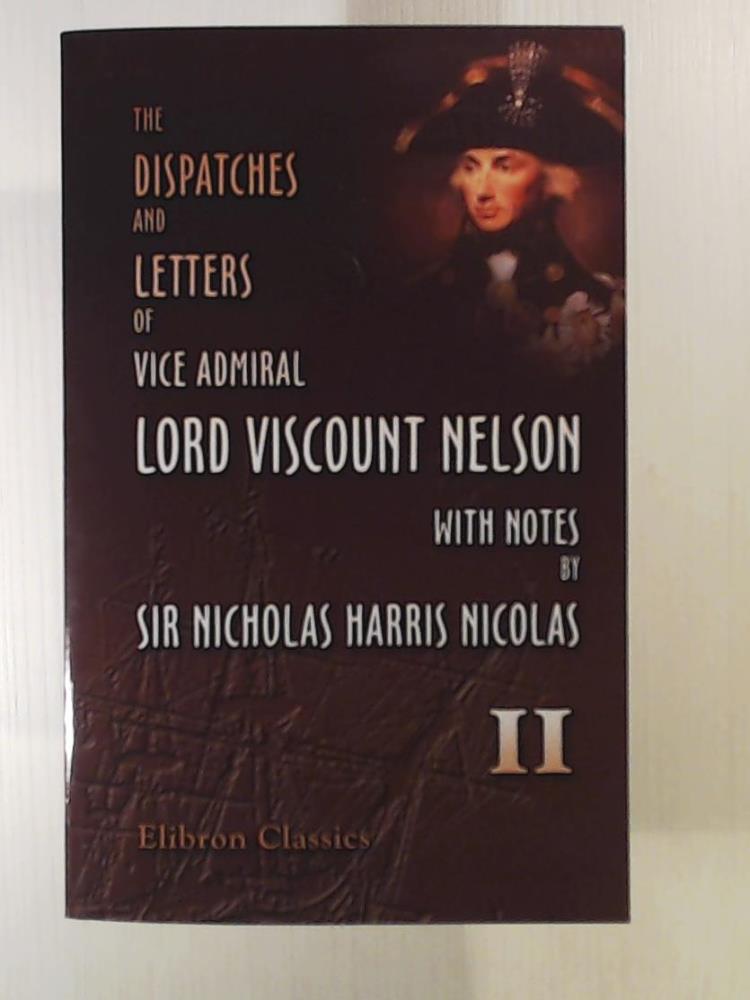 THE
DISPATCHES
AND
LETTERS
OF
VICE ADMIRAL
LORD VISCOUNT NELSON
WITH NOTES
BY
SIR NICHOLAS HARRIS NICOLAS
II
Elibron Classics